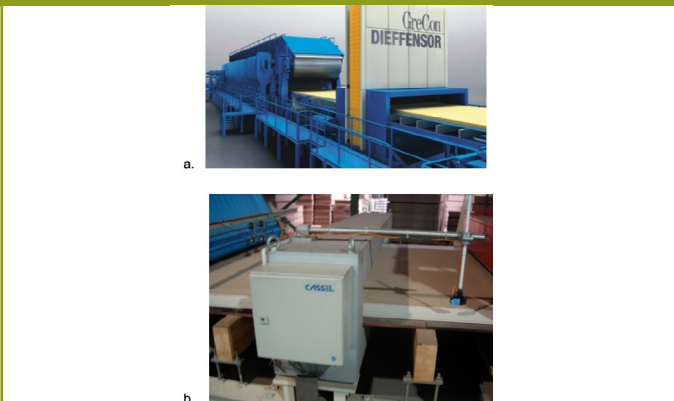 GreCon
DIEFFENSOR
a.
CASSEL
b.